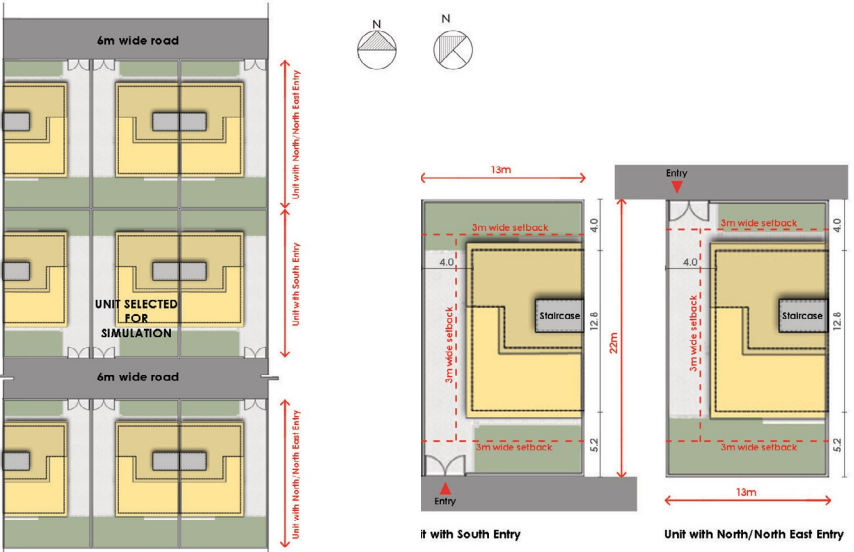 6m wide road
Unit with North/North East Entry
Unit with South Entry
UNIT SELECTED
FOR
SIMULATION
6m wide road
Unit with North/North East Entry
N
N
13m
3m wide setback
4.0
4.0
3m wide setback
Staircase
12.8
22m
3m wide setback
5.2
Entry
it with South Entry
Entry
3m wide setback
4.0
4.0
3m wide setback
Staircase
12.8
3m wide setback
5.2
13m
Unit with North/North East Entry